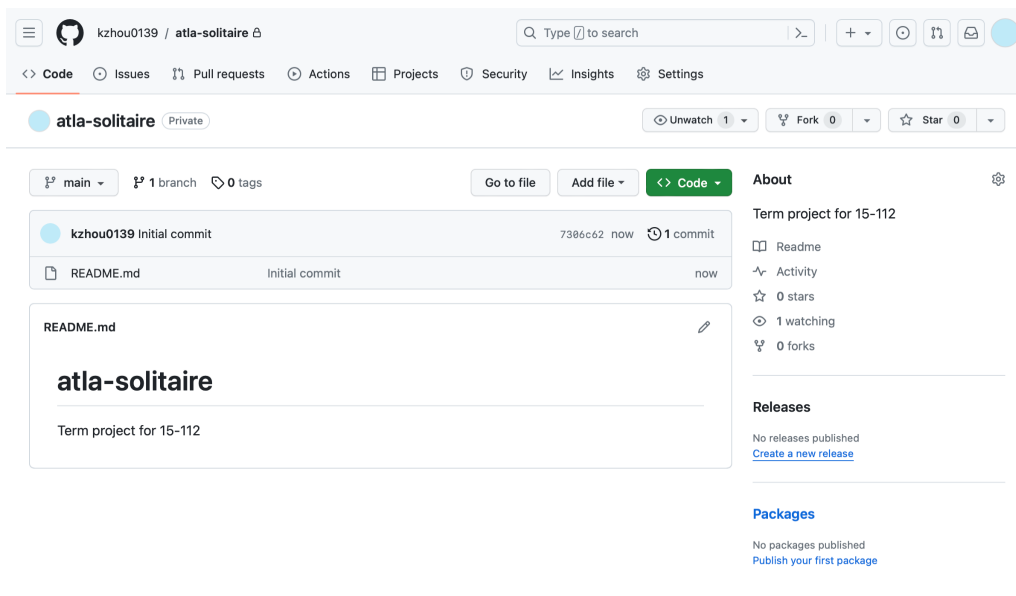 kzhou0139 / atla-solitaire
Type / to search
Code Issues Pull requests Actions Projects Security Insights Settings
atla-solitaire Private
Unwatch 1 Fork 0 Star 0
main 1 branch 0 tags Go to file Add file Code
kzhou0139 Initial commit 7306c62 now 1 commit
README.md Initial commit now
README.md
atla-solitaire
Term project for 15-112
About
Term project for 15-112
Readme
Activity
0 stars
1 watching
0 forks
Releases
No releases published
Create a new release
Packages
No packages published
Publish your first package